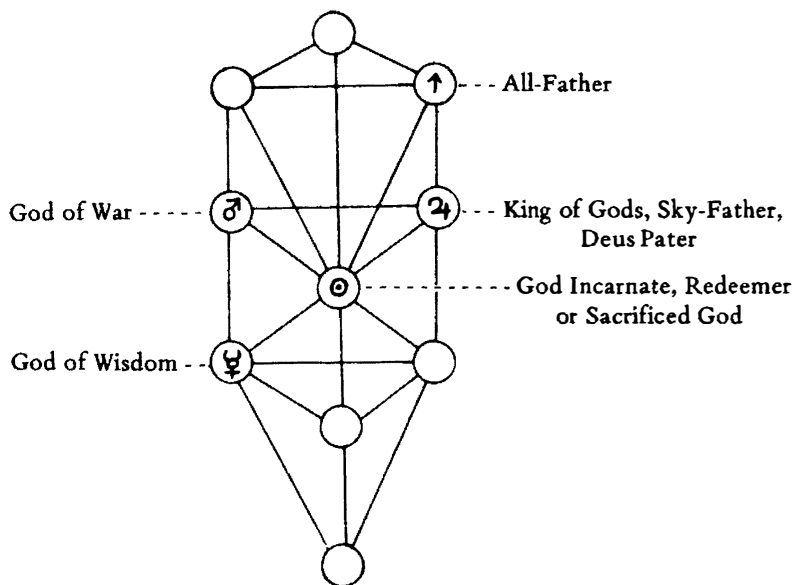 All-Father
God of War
King of Gods, Sky-Father,
Deus Pater
God Incarnate, Redeemer
or Sacrificed God
God of Wisdom